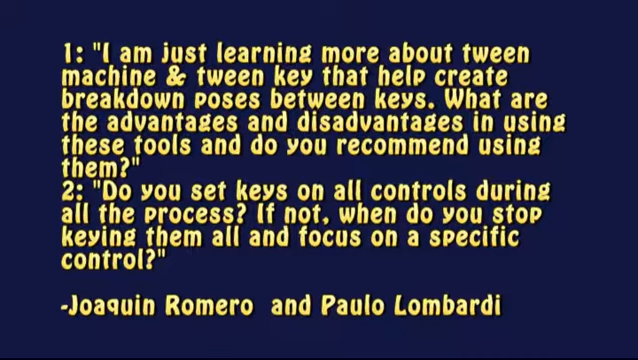 1: "I am just learning more about tween
machine & tween key that help create
breakdown poses between keys. What are
the advantages and disadvantages in using
these tools and do you recommend using
them?"
2: "Do you set keys on all controls during
all the process? If not, when do you stop
keying them all and focus on a specific
control?"
-Joaquin Romero and Paulo Lombardi